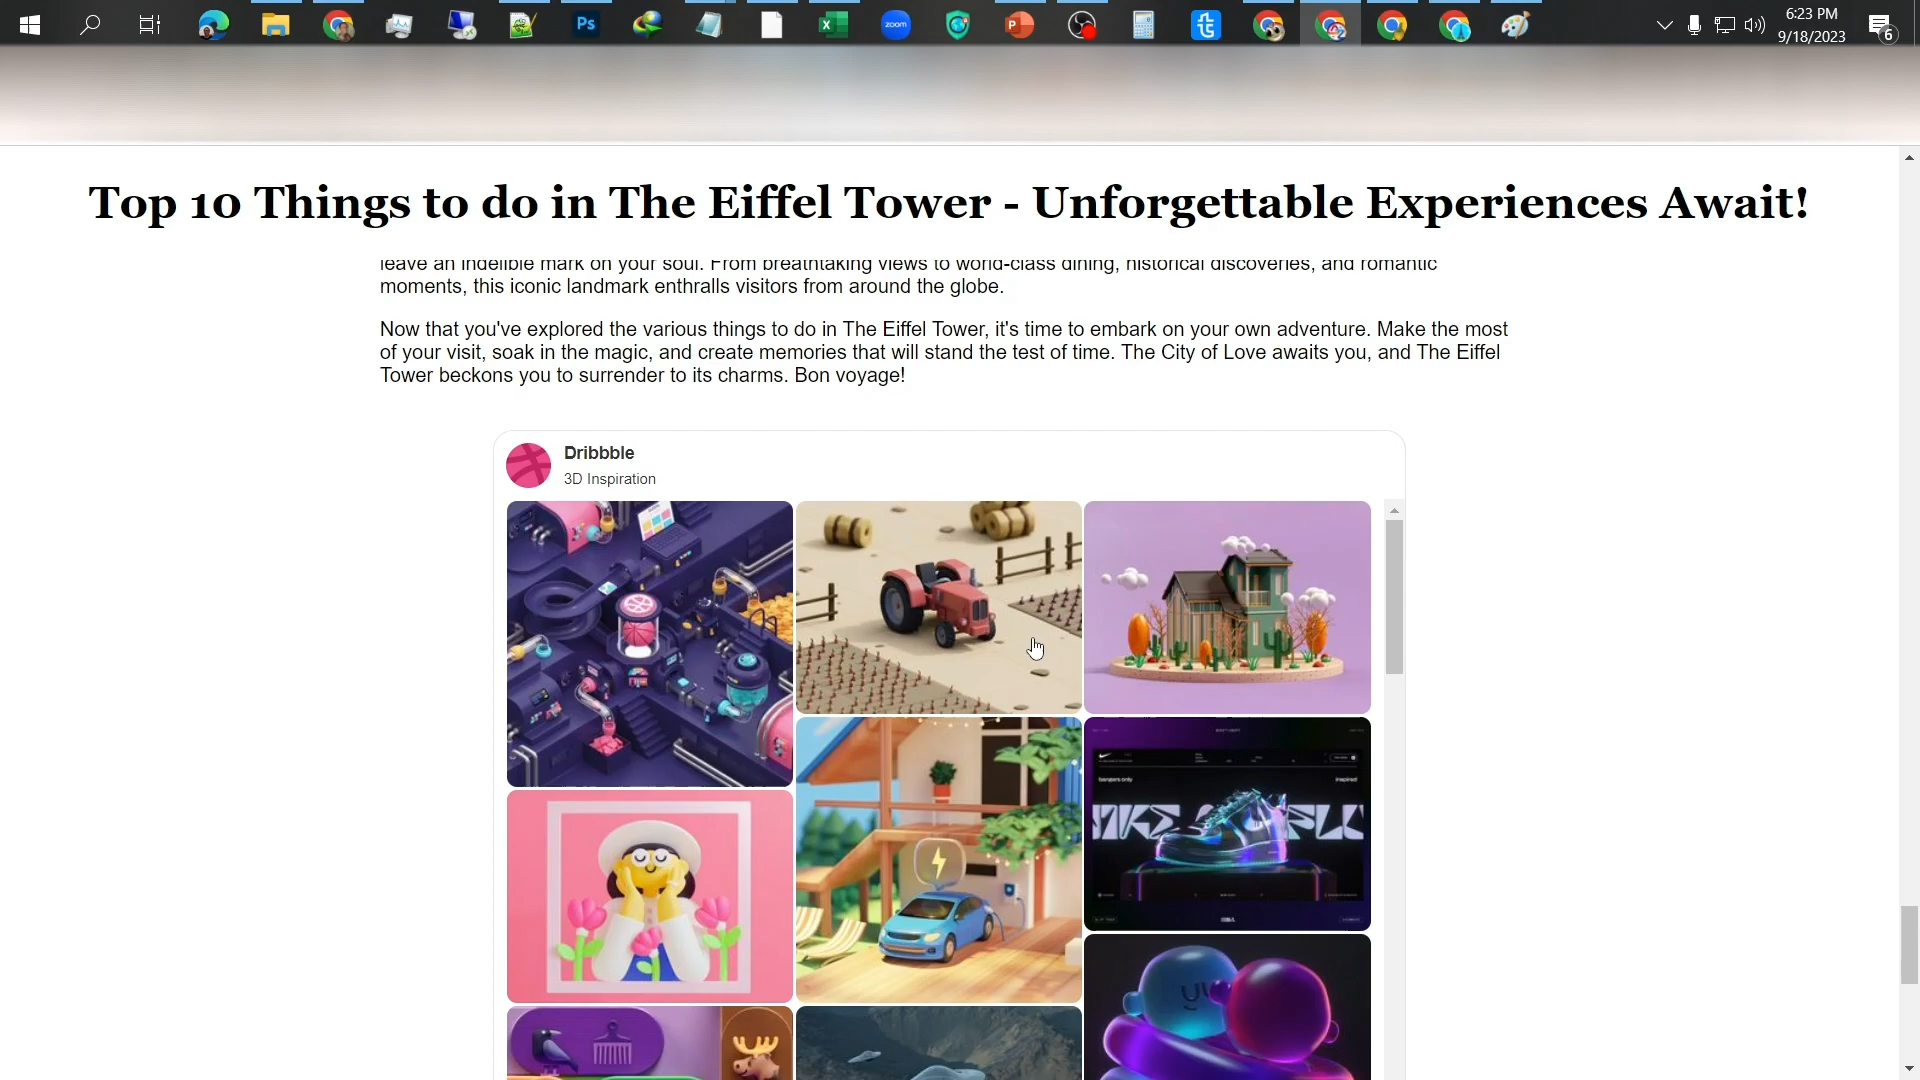 Ps
zoom
6:23 PM
9/18/2023
6
Top 10 Things to do in The Eiffel Tower - Unforgettable Experiences Await!
leave an indelible mark on your soul. From breathtaking views to world-class dining, historical discoveries, and romantic
moments, this iconic landmark enthralls visitors from around the globe.
Now that you've explored the various things to do in The Eiffel Tower, it's time to embark on your own adventure. Make the most
of your visit, soak in the magic, and create memories that will stand the test of time. The City of Love awaits you, and The Eiffel
Tower beckons you to surrender to its charms. Bon voyage!
Dribbble
3D Inspiration